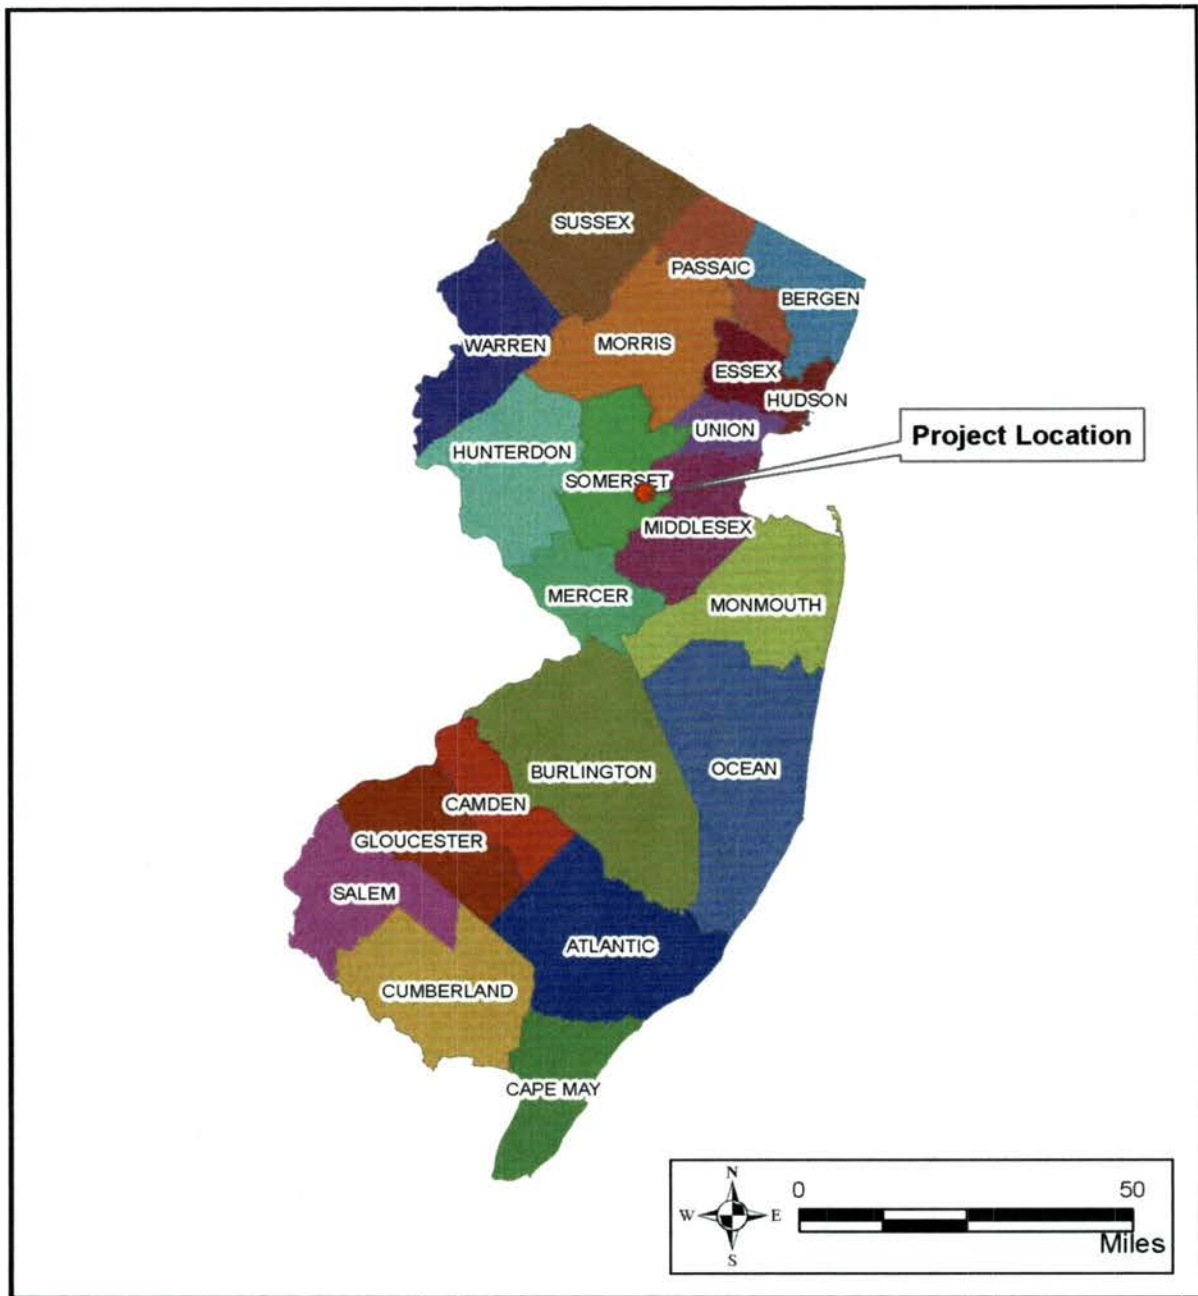 SUSSEX
PASSAIC
BERGEN
WARREN
MORRIS
ESSEX
HUDSON
UNION
Project Location
HUNTERDON
SOMERSET
MIDDLESEX
MERCER
MONMOUTH
BURLINGTON
OCEAN
CAMDEN
GLOUCESTER
SALEM
ATLANTIC
CUMBERLAND
CAPE MAY
N
W
E
S
0
50
Miles